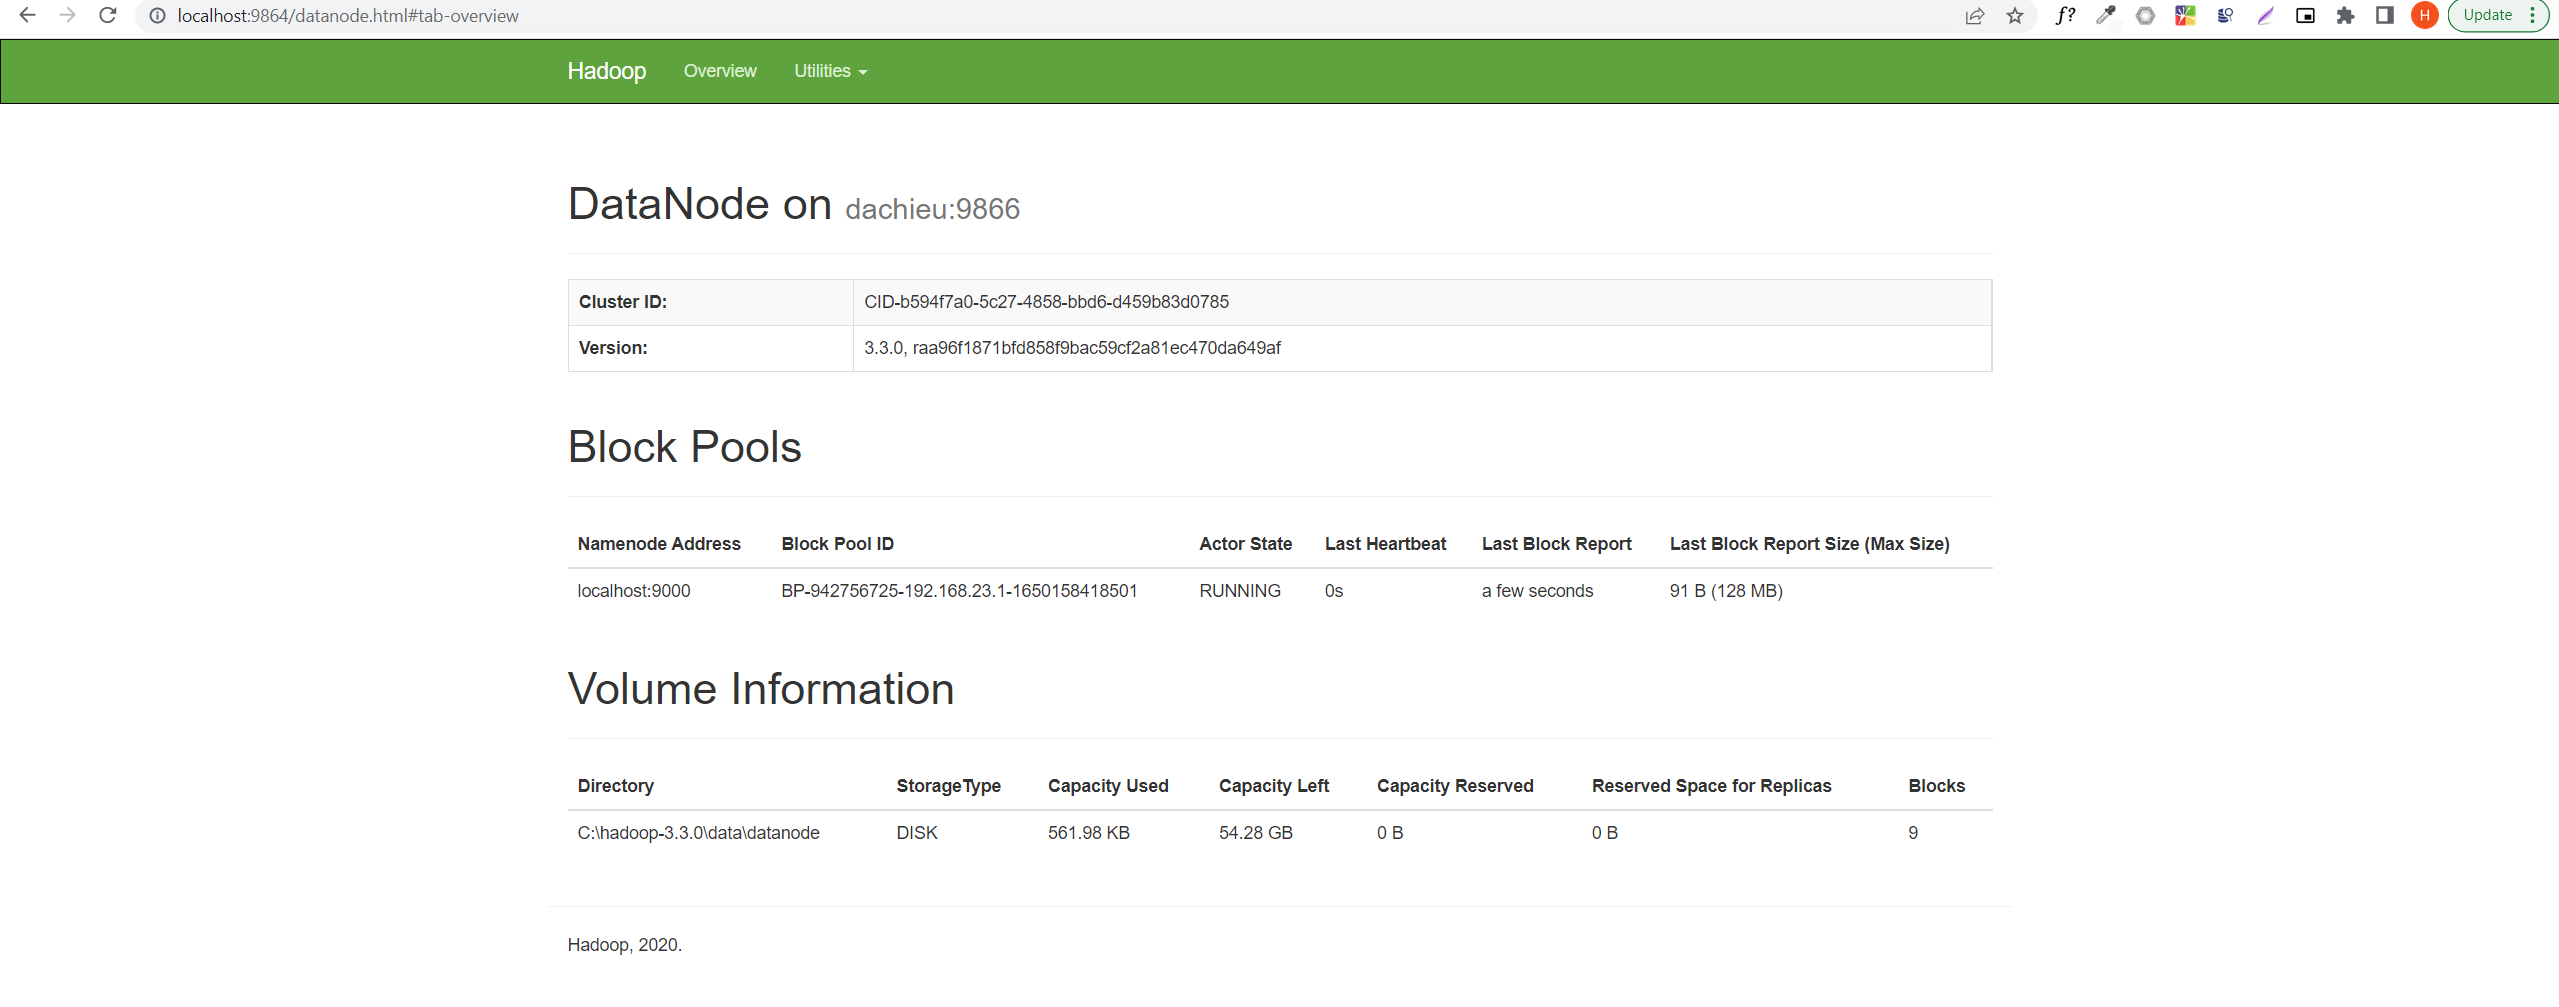 localhost:9864/datanode.html#tab-overview
f?
H
Update
Hadoop Overview Utilities
DataNode on dachieu:9866
Cluster ID: CID-b594f7a0-5c27-4858-bbd6-d459b83d0785
Version: 3.3.0, raa96f1871bfd858f9bac59cf2a81ec470da649af
Block Pools
Namenode Address Block Pool ID Actor State Last Heartbeat Last Block Report Last Block Report Size (Max Size)
localhost:9000 BP-942756725-192.168.23.1-1650158418501 RUNNING 0s a few seconds 91 B (128 MB)
Volume Information
Directory StorageType Capacity Used Capacity Left Capacity Reserved Reserved Space for Replicas Blocks
C:\hadoop-3.3.0\data\datanode DISK 561.98 KB 54.28 GB 0 B 0 B 9
Hadoop, 2020.